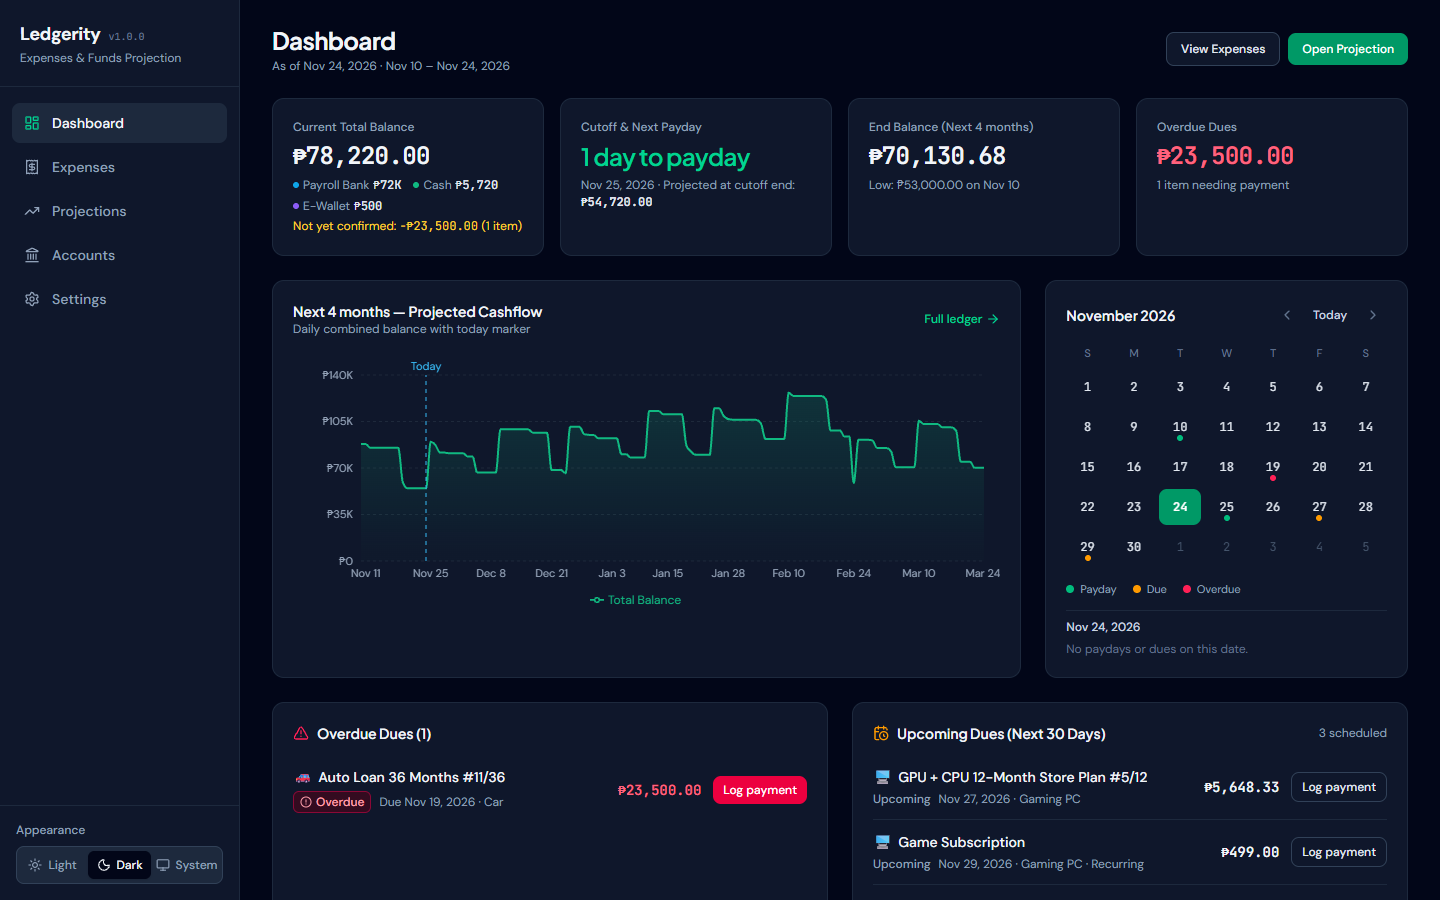 Ledgerity v1.0.0
Expenses & Funds Projection
Dashboard
Expenses
Projections
Accounts
Settings
Appearance
Light
Dark
System
Dashboard
As of Nov 24, 2026 · Nov 10 – Nov 24, 2026
View Expenses
Open Projection
Current Total Balance
₱78,220.00
Payroll Bank ₱72K
Cash ₱5,720
E-Wallet ₱500
Not yet confirmed: -₱23,500.00 (1 item)
Cutoff & Next Payday
1 day to payday
Nov 25, 2026 · Projected at cutoff end:
₱54,720.00
End Balance (Next 4 months)
₱70,130.68
Low: ₱53,000.00 on Nov 10
Overdue Dues
₱23,500.00
1 item needing payment
Next 4 months — Projected Cashflow
Daily combined balance with today marker
Full ledger →
Today
₱140K
₱105K
₱70K
₱35K
₱0
Nov 11 Nov 25 Dec 8 Dec 21 Jan 3 Jan 15 Jan 28 Feb 10 Feb 24 Mar 10 Mar 24
Total Balance
November 2026
Today
S M T W T F S
1 2 3 4 5 6 7
8 9 10 11 12 13 14
15 16 17 18 19 20 21
22 23 24 25 26 27 28
29 30 1 2 3 4 5
Payday
Due
Overdue
Nov 24, 2026
No paydays or dues on this date.
Overdue Dues (1)
Auto Loan 36 Months #11/36
Overdue
Due Nov 19, 2026 · Car
₱23,500.00
Log payment
Upcoming Dues (Next 30 Days)
3 scheduled
GPU + CPU 12-Month Store Plan #5/12
Upcoming Nov 27, 2026 · Gaming PC
₱5,648.33
Log payment
Game Subscription
Upcoming Nov 29, 2026 · Gaming PC · Recurring
₱499.00
Log payment